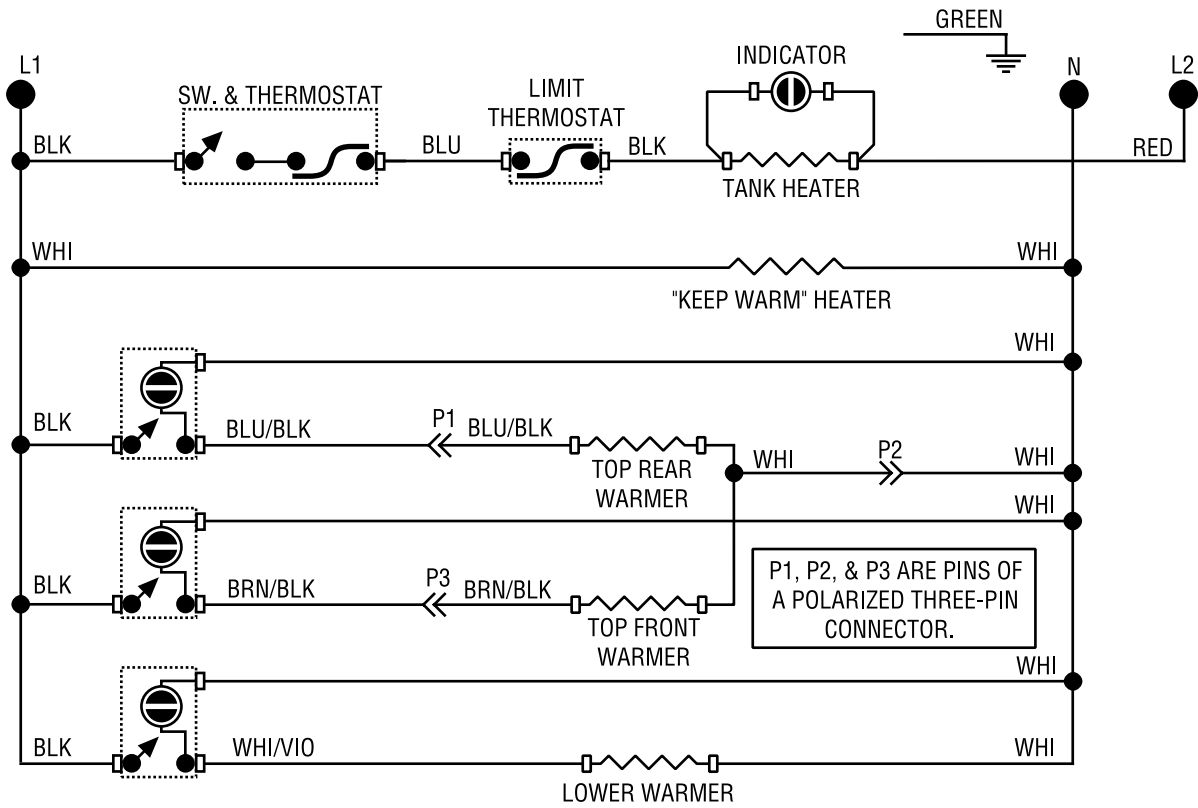 GREEN
L1
INDICATOR
N
L2
SW. & THERMOSTAT
LIMIT
THERMOSTAT
BLK
BLU
BLK
RED
TANK HEATER
WHI
WHI
"KEEP WARM" HEATER
WHI
BLK
BLU/BLK
P1
BLU/BLK
TOP REAR
WARMER
WHI
P2
WHI
WHI
BLK
BRN/BLK
P3
BRN/BLK
TOP FRONT
WARMER
P1, P2, & P3 ARE PINS OF
A POLARIZED THREE-PIN
CONNECTOR.
WHI
BLK
WHI/VIO
WHI
LOWER WARMER